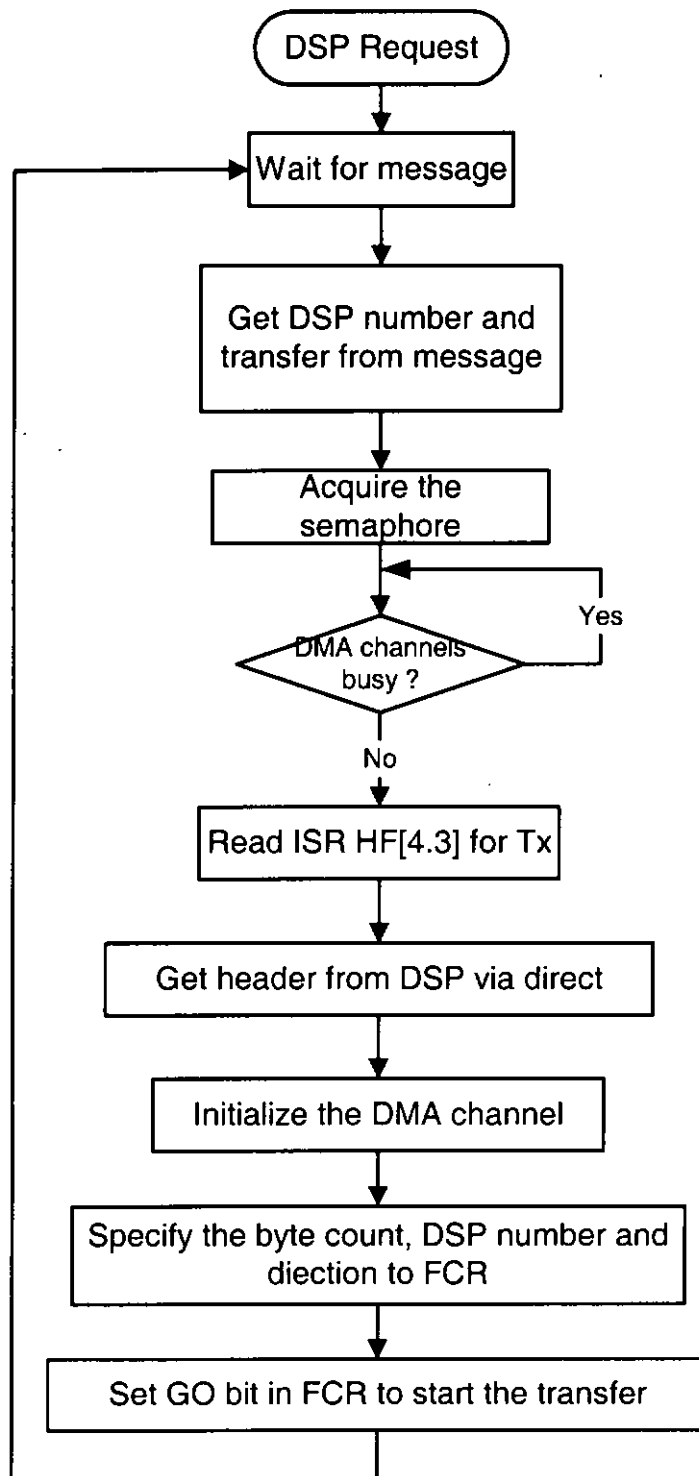 DSP Request
Wait for message
Get DSP number and
transfer from message
Acquire the
semaphore
Yes
DMA channels
busy ?
No
Read ISR HF[4.3] for Tx
Get header from DSP via direct
Initialize the DMA channel
Specify the byte count, DSP number and
diection to FCR
Set GO bit in FCR to start the transfer